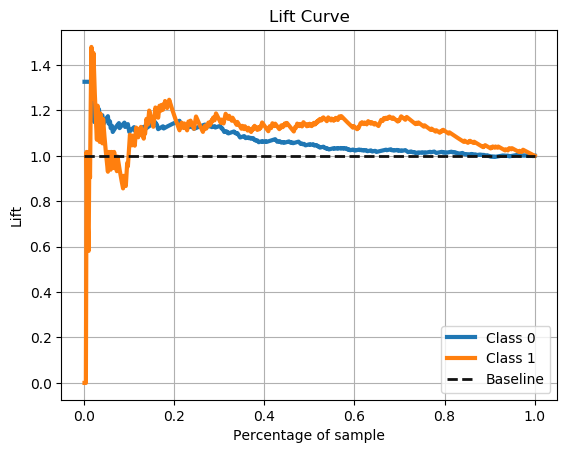 Lift Curve
Lift
1.4
1.2
1.0
0.8
0.6
0.4
0.2
0.0
0.0 0.2 0.4 0.6 0.8 1.0
Percentage of sample
Class 0
Class 1
Baseline